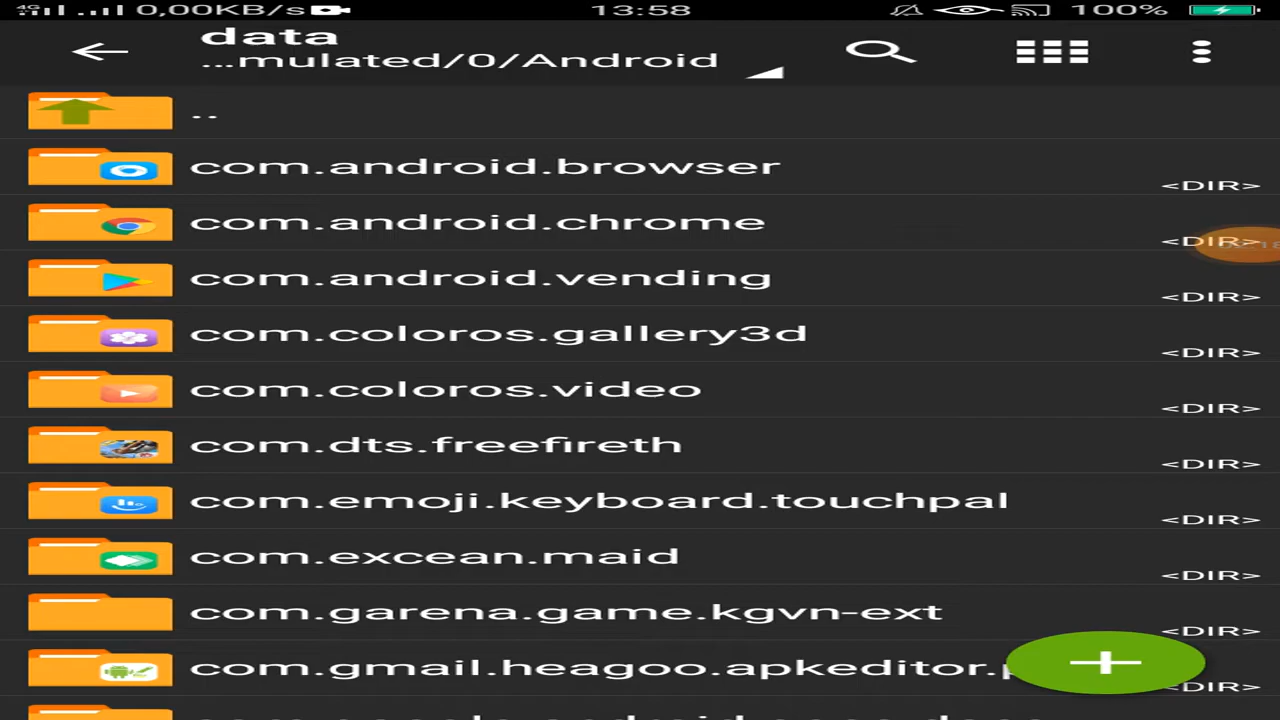 4G 0,00KB/s 13:58 100%
data
...mulated/0/Android
..
com.android.browser
<DIR>
com.android.chrome
<DIR>
com.android.vending
<DIR>
com.coloros.gallery3d
<DIR>
com.coloros.video
<DIR>
com.dts.freefireth
<DIR>
com.emoji.keyboard.touchpal
<DIR>
com.excean.maid
<DIR>
com.garena.game.kgvn-ext
<DIR>
com.gmail.heagoo.apkeditor.
<DIR>